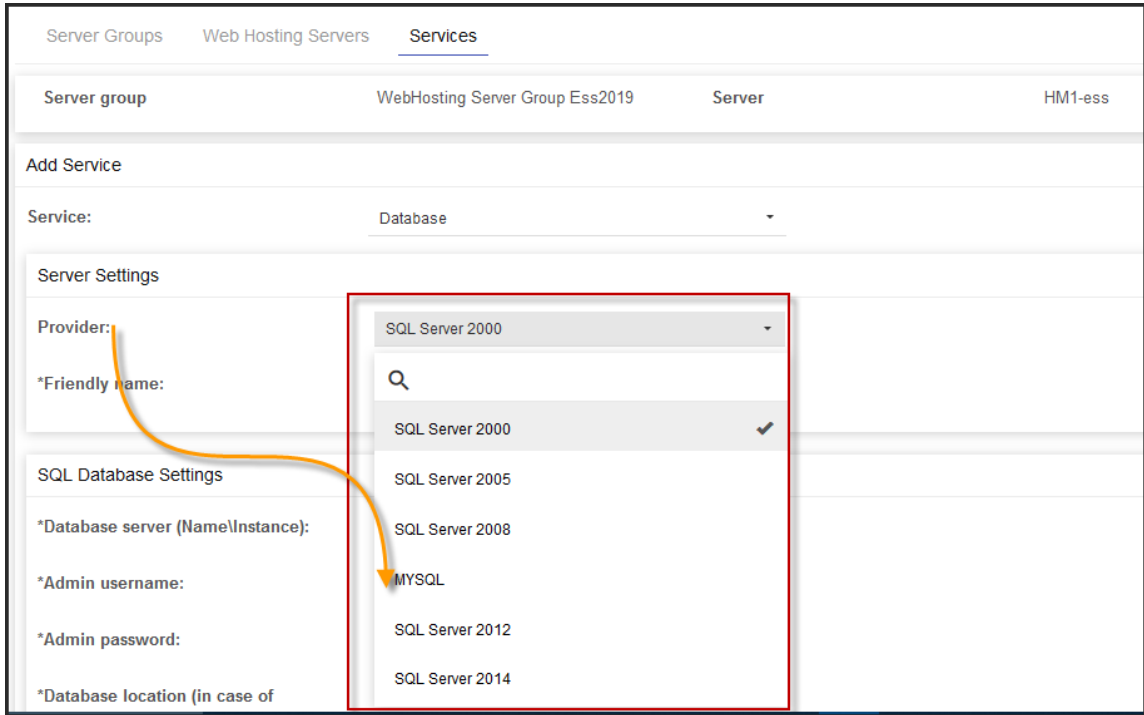 Server Groups Web Hosting Servers Services
Server group WebHosting Server Group Ess2019 Server HM1-ess
Add Service
Service: Database
Server Settings
Provider: SQL Server 2000
*Friendly name:
SQL Server 2000
SQL Server 2005
SQL Database Settings
*Database server (Name\Instance): SQL Server 2008
*Admin username: MYSQL
*Admin password: SQL Server 2012
SQL Server 2014
*Database location (in case of